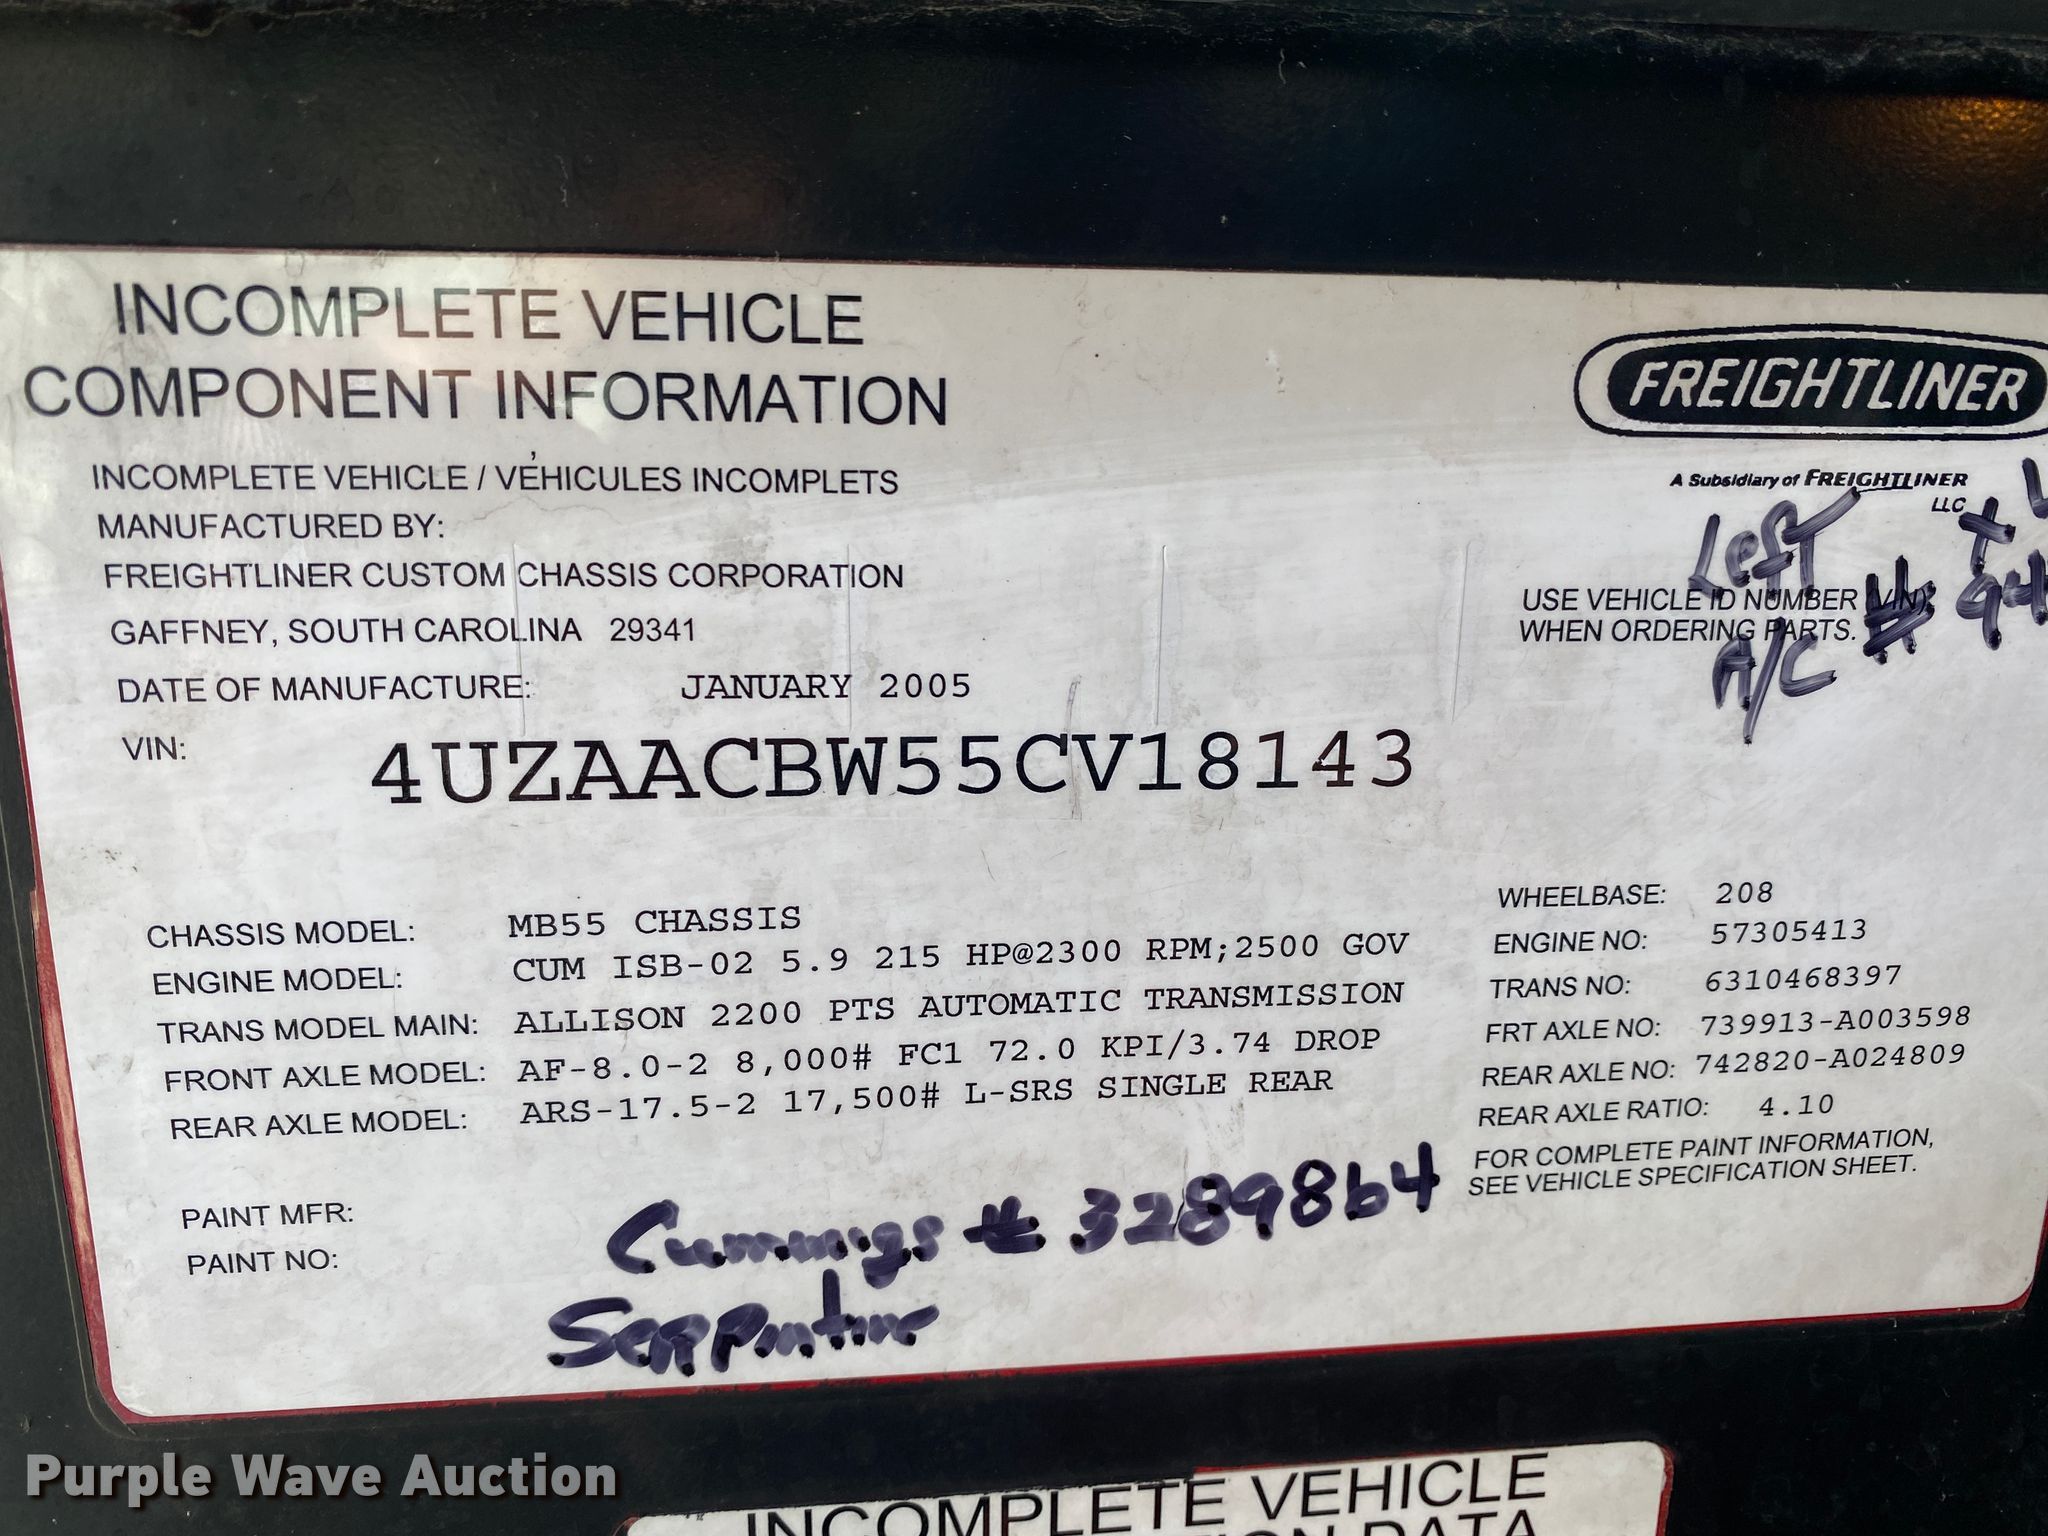 INCOMPLETE VEHICLE
COMPONENT INFORMATION
INCOMPLETE VEHICLE / VÉHICULES INCOMPLETS
MANUFACTURED BY:
FREIGHTLINER CUSTOM CHASSIS CORPORATION
GAFFNEY, SOUTH CAROLINA 29341
DATE OF MANUFACTURE: JANUARY 2005
VIN: 4UZAACBW55CV18143
FREIGHTLINER
A Subsidiary of FREIGHTLINER
LLC
Left
USE VEHICLE ID NUMBER (VIN)
WHEN ORDERING PARTS.
A/C #
CHASSIS MODEL: MB55 CHASSIS
ENGINE MODEL: CUM ISB-02 5.9 215 HP@2300 RPM;2500 GOV
TRANS MODEL MAIN: ALLISON 2200 PTS AUTOMATIC TRANSMISSION
FRONT AXLE MODEL: AF-8.0-2 8,000# FC1 72.0 KPI/3.74 DROP
REAR AXLE MODEL: ARS-17.5-2 17,500# L-SRS SINGLE REAR
WHEELBASE: 208
ENGINE NO: 57305413
TRANS NO: 6310468397
FRT AXLE NO: 739913-A003598
REAR AXLE NO: 742820-A024809
REAR AXLE RATIO: 4.10
FOR COMPLETE PAINT INFORMATION,
SEE VEHICLE SPECIFICATION SHEET.
PAINT MFR:
PAINT NO:
Cummings # 3289864
Serpintine
Purple Wave Auction
INCOMPLETE VEHICLE
DATA